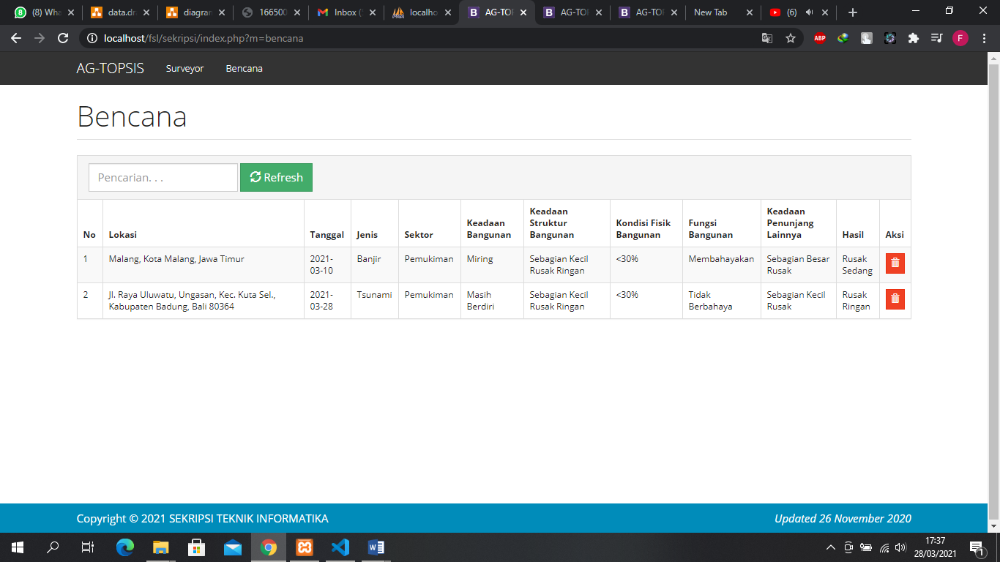 (8) Wha
data.dr
diagran
166500
Inbox (
localho
AG-TOP
AG-TOP
AG-TOP
New Tab
(6)
localhost/fsl/sekripsi/index.php?m=bencana
ABP
F
AG-TOPSIS Surveyor Bencana
Bencana
Pencarian. . . Refresh
No Lokasi Tanggal Jenis Sektor Keadaan Bangunan Keadaan Struktur Bangunan Kondisi Fisik Bangunan Fungsi Bangunan Keadaan Penunjang Lainnya Hasil Aksi
1 Malang, Kota Malang, Jawa Timur 2021-03-10 Banjir Pemukiman Miring Sebagian Kecil Rusak Ringan <30% Membahayakan Sebagian Besar Rusak Rusak Sedang
2 Jl. Raya Uluwatu, Ungasan, Kec. Kuta Sel., Kabupaten Badung, Bali 80364 2021-03-28 Tsunami Pemukiman Masih Berdiri Sebagian Kecil Rusak Ringan <30% Tidak Berbahaya Sebagian Kecil Rusak Rusak Ringan
Copyright © 2021 SEKRIPSI TEKNIK INFORMATIKA Updated 26 November 2020
17:37
28/03/2021
1